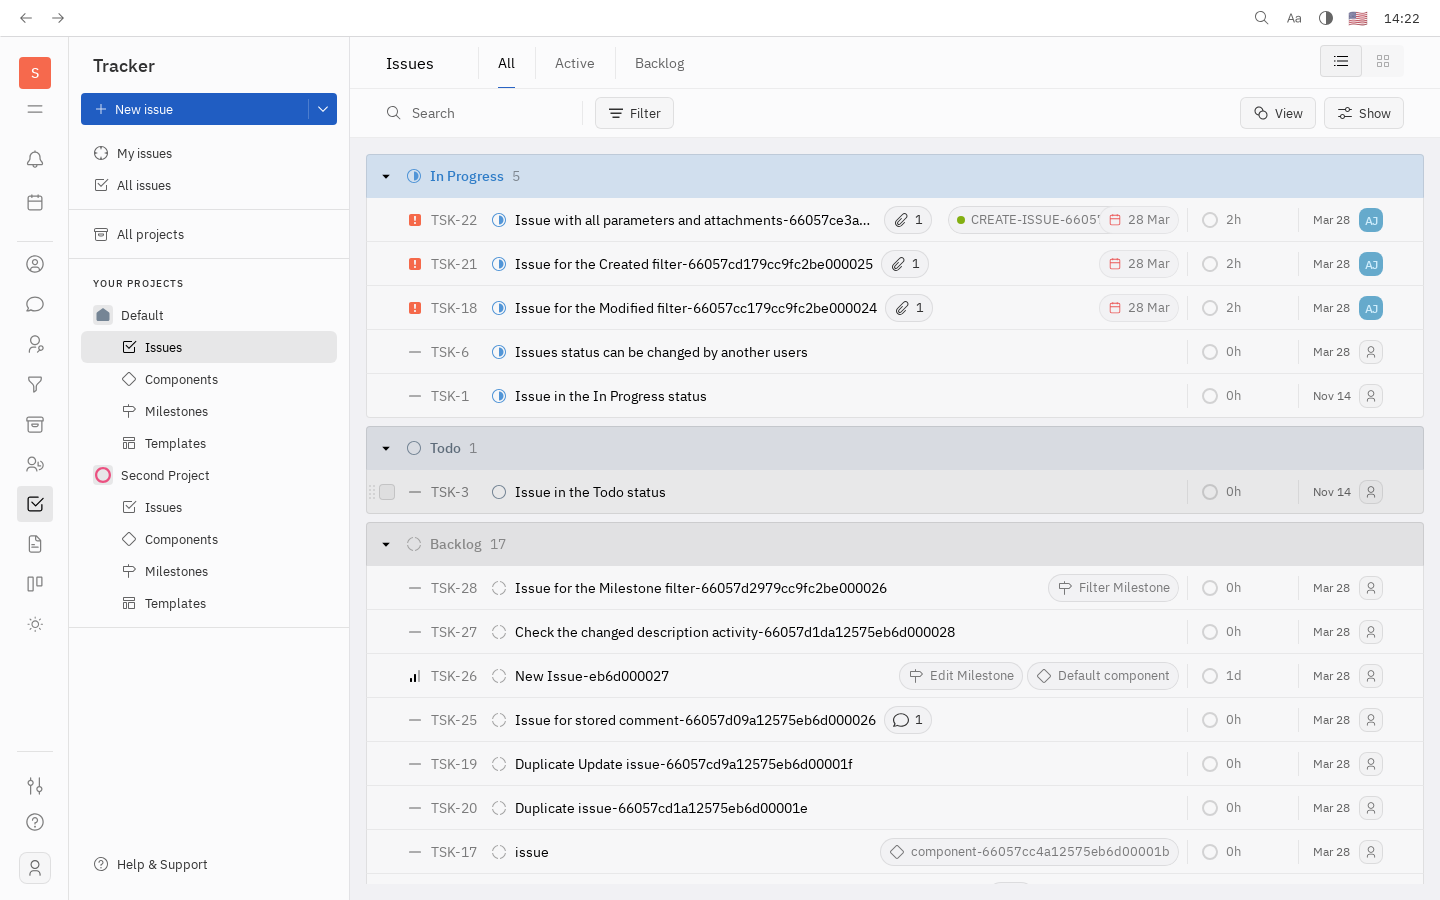 Aa
14:22
S
Tracker
New issue
My issues
All issues
All projects
YOUR PROJECTS
Default
Issues
Components
Milestones
Templates
Second Project
Issues
Components
Milestones
Templates
Help & Support
Issues
All
Active
Backlog
Search
Filter
View
Show
In Progress 5
TSK-22 Issue with all parameters and attachments-66057ce3a... 1 CREATE-ISSUE-66057 28 Mar 2h Mar 28 AJ
TSK-21 Issue for the Created filter-66057cd179cc9fc2be000025 1 28 Mar 2h Mar 28 AJ
TSK-18 Issue for the Modified filter-66057cc179cc9fc2be000024 1 28 Mar 2h Mar 28 AJ
TSK-6 Issues status can be changed by another users 0h Mar 28
TSK-1 Issue in the In Progress status 0h Nov 14
Todo 1
TSK-3 Issue in the Todo status 0h Nov 14
Backlog 17
TSK-28 Issue for the Milestone filter-66057d2979cc9fc2be000026 Filter Milestone 0h Mar 28
TSK-27 Check the changed description activity-66057d1da12575eb6d000028 0h Mar 28
TSK-26 New Issue-eb6d000027 Edit Milestone Default component 1d Mar 28
TSK-25 Issue for stored comment-66057d09a12575eb6d000026 1 0h Mar 28
TSK-19 Duplicate Update issue-66057cd9a12575eb6d00001f 0h Mar 28
TSK-20 Duplicate issue-66057cd1a12575eb6d00001e 0h Mar 28
TSK-17 issue component-66057cc4a12575eb6d00001b 0h Mar 28